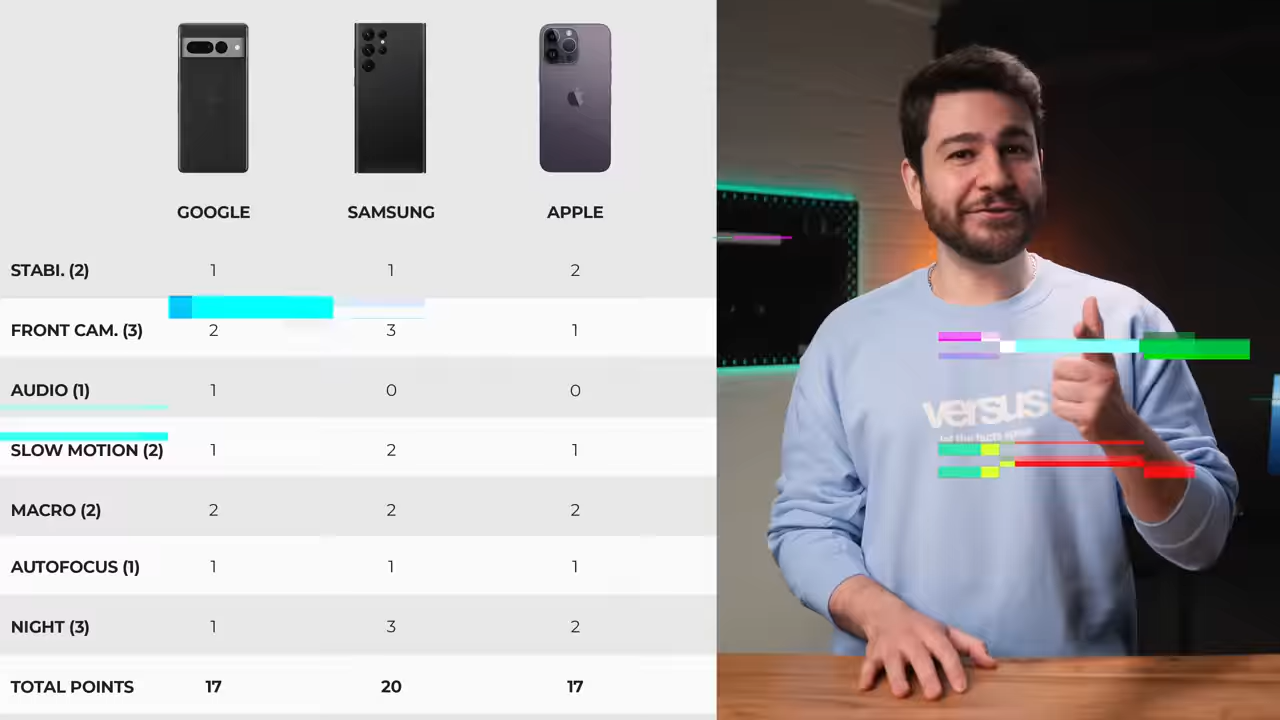 GOOGLE SAMSUNG APPLE
STABI. (2) 1 1 2
FRONT CAM. (3) 2 3 1
AUDIO (1) 1 0 0
SLOW MOTION (2) 1 2 1
MACRO (2) 2 2 2
AUTOFOCUS (1) 1 1 1
NIGHT (3) 1 3 2
TOTAL POINTS 17 20 17
versus
the facts